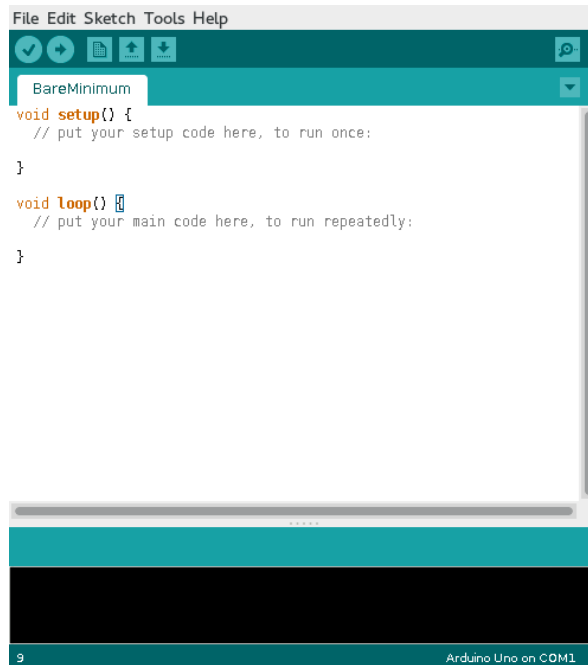 File Edit Sketch Tools Help
BareMinimum
void setup() {
  // put your setup code here, to run once:
}
void loop() {
  // put your main code here, to run repeatedly:
}
9 Arduino Uno on COM1